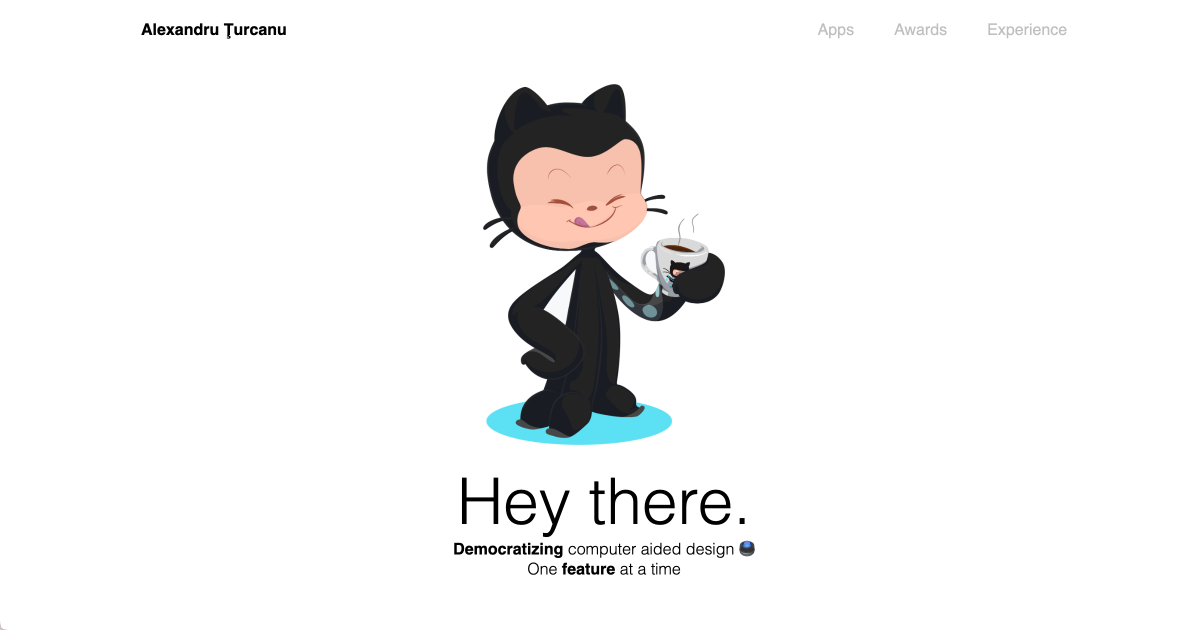 Alexandru Ţurcanu
Apps Awards Experience
Hey there.
Democratizing computer aided design 🖲️
One feature at a time